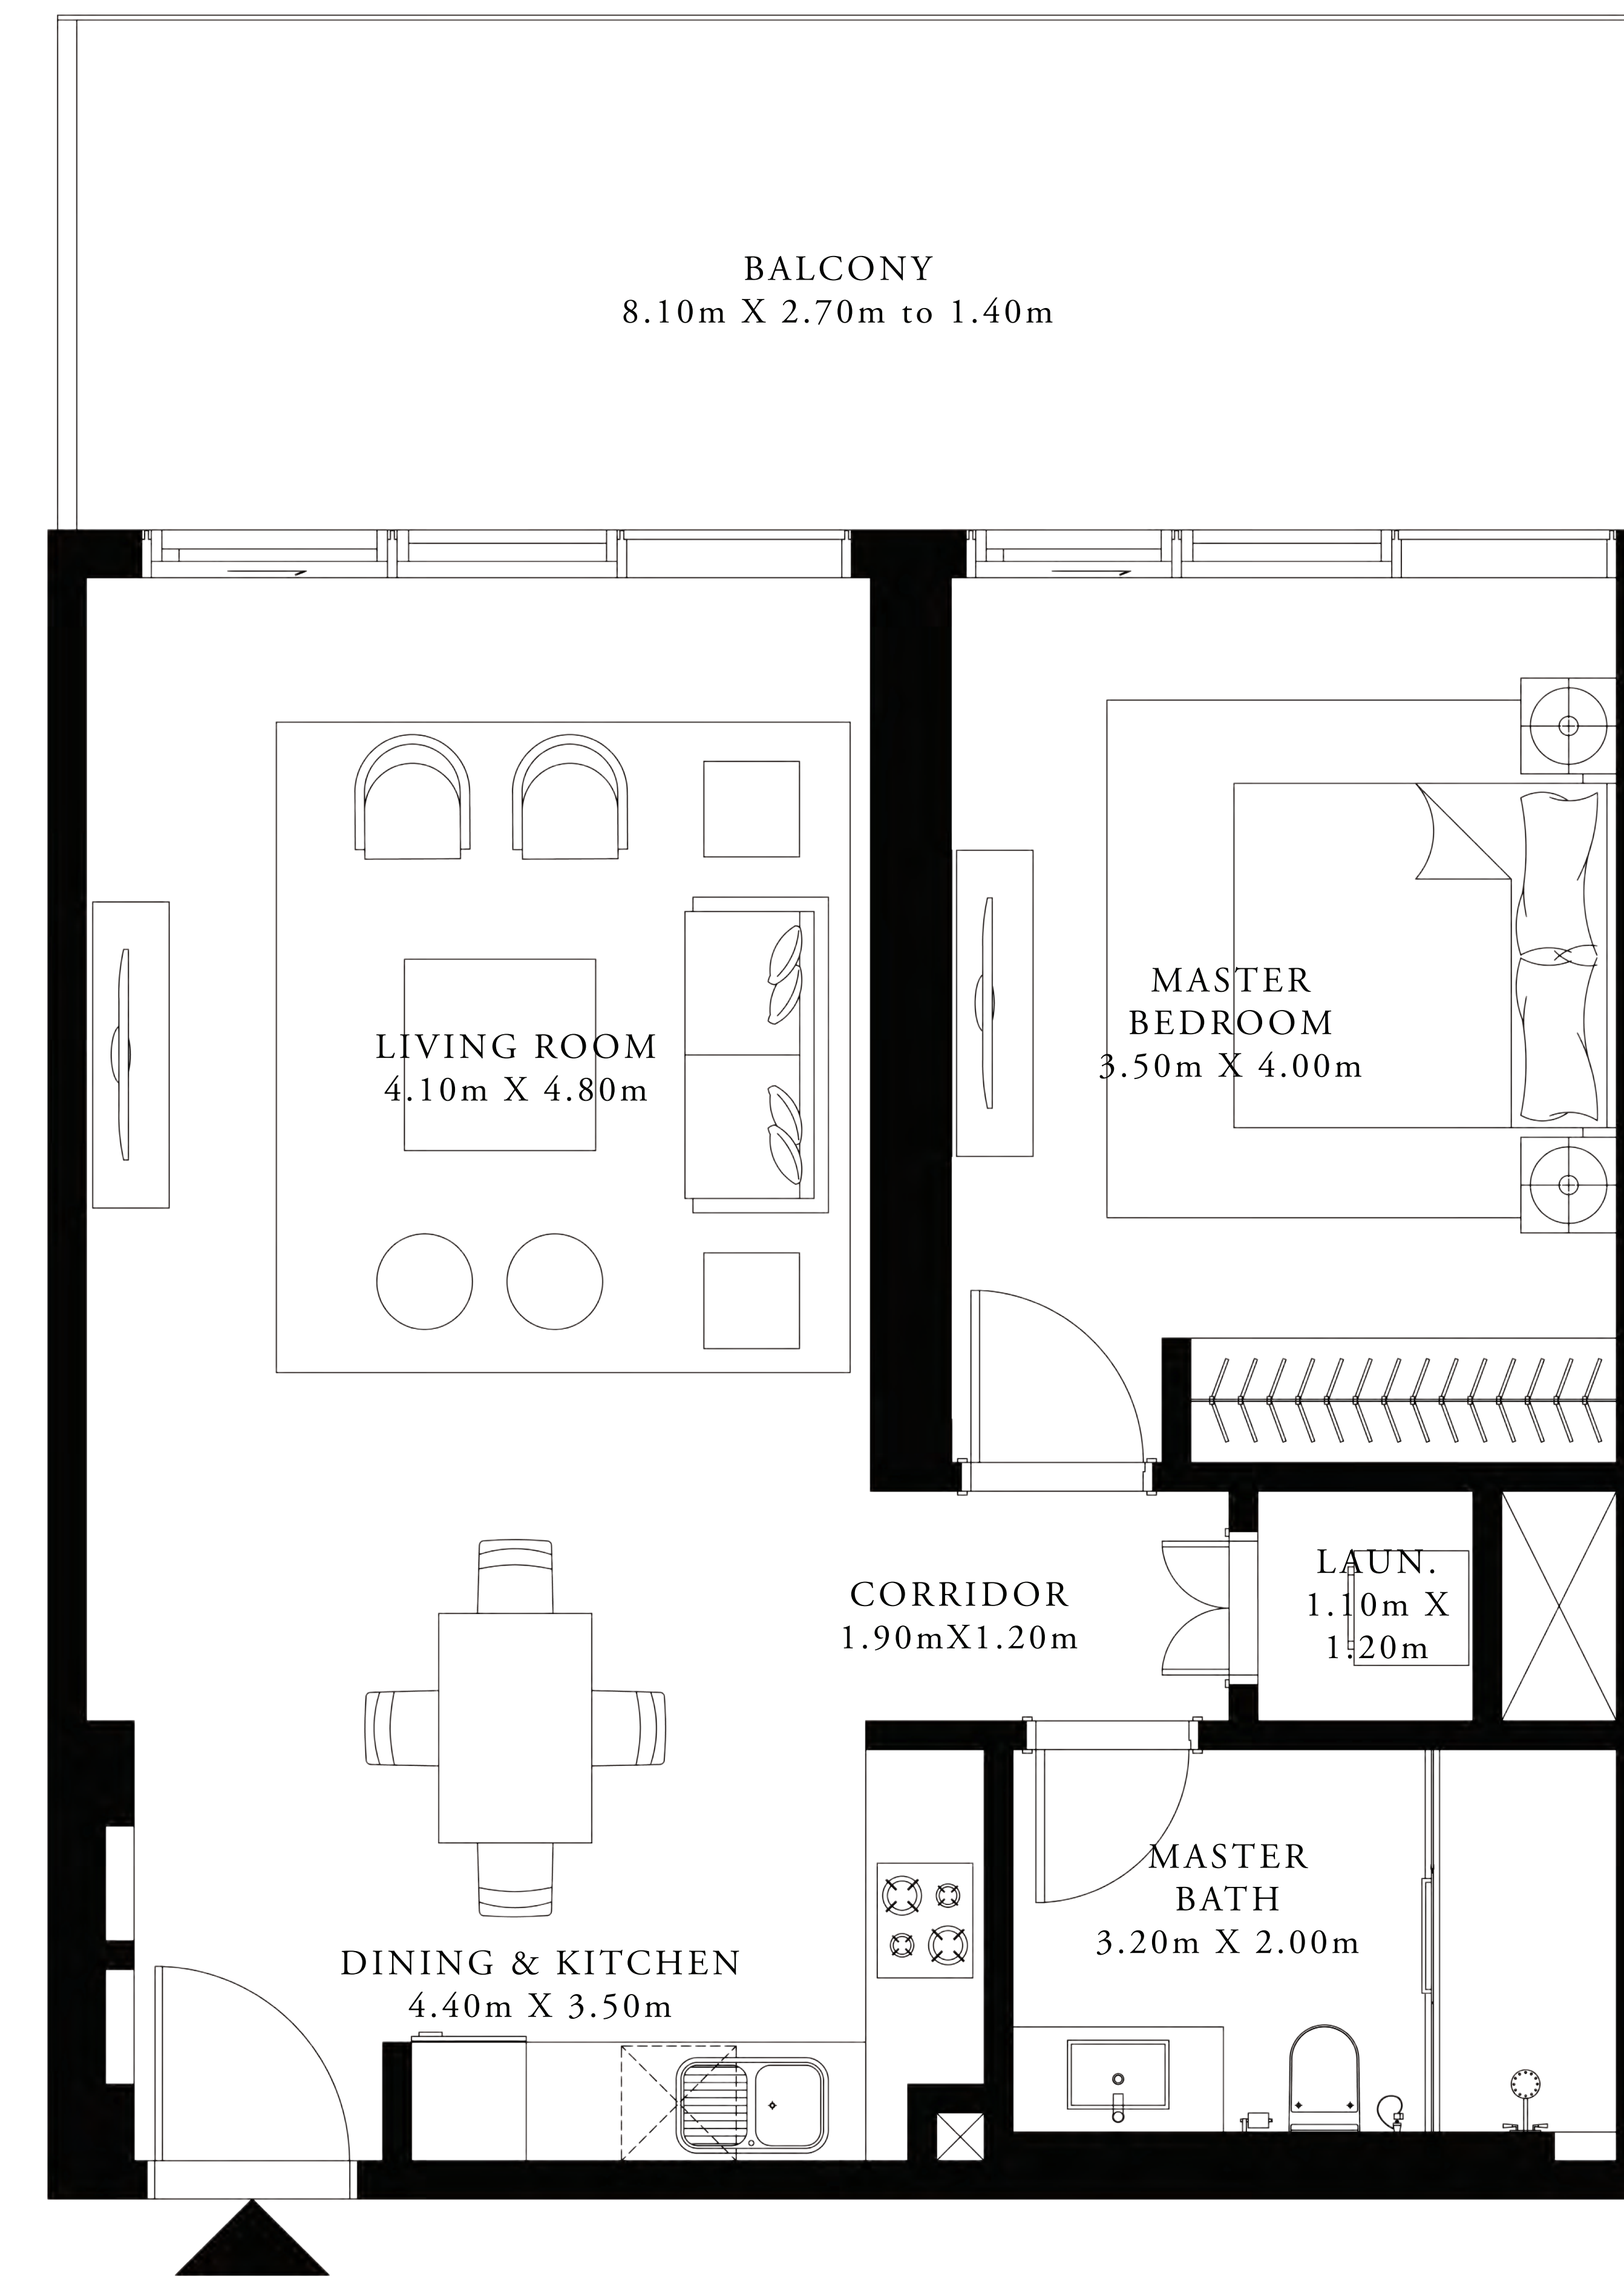 BALCONY
8.10m X 2.70m to 1.40m
MASTER
BEDROOM
3.50m X 4.00m
LIVING ROOM
4.10m X 4.80m
LAUN.
1.10m X
1.20m
CORRIDOR
1.90mX1.20m
MASTER
BATH
3.20m X 2.00m
DINING & KITCHEN
4.40m X 3.50m